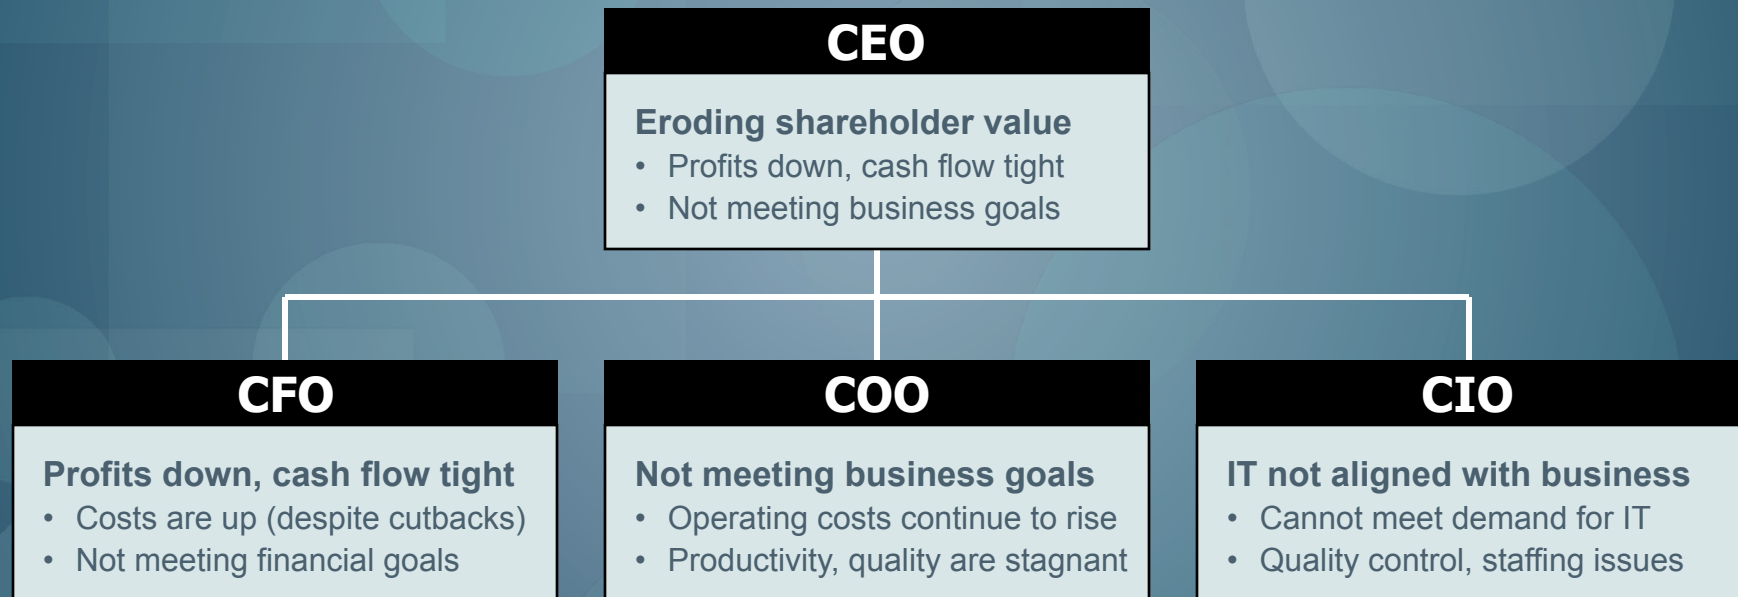 CEO
Eroding shareholder value
• Profits down, cash flow tight
• Not meeting business goals
CFO
Profits down, cash flow tight
• Costs are up (despite cutbacks)
• Not meeting financial goals
COO
Not meeting business goals
• Operating costs continue to rise
• Productivity, quality are stagnant
CIO
IT not aligned with business
• Cannot meet demand for IT
• Quality control, staffing issues